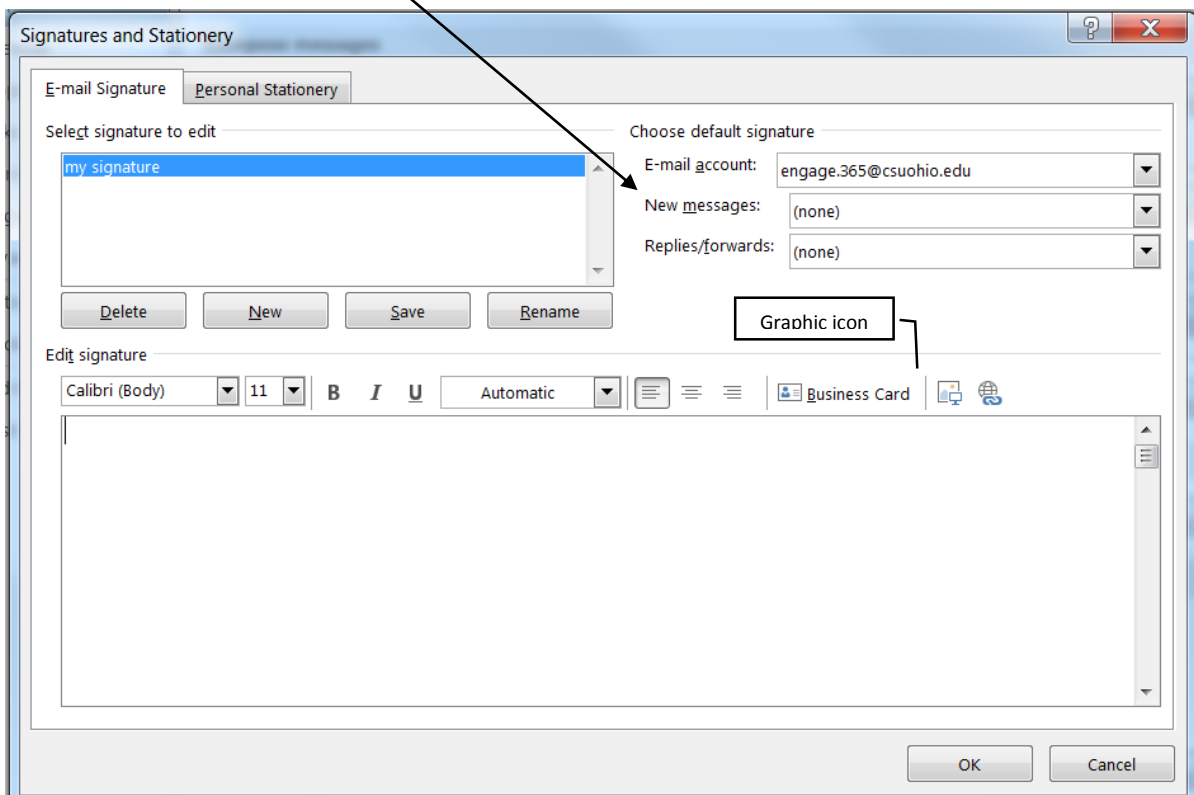 Signatures and Stationery
E-mail Signature Personal Stationery
Select signature to edit
my signature
Delete New Save Rename
Choose default signature
E-mail account: engage.365@csuohio.edu
New messages: (none)
Replies/forwards: (none)
Graphic icon
Edit signature
Calibri (Body) 11 B I U Automatic Business Card
OK Cancel